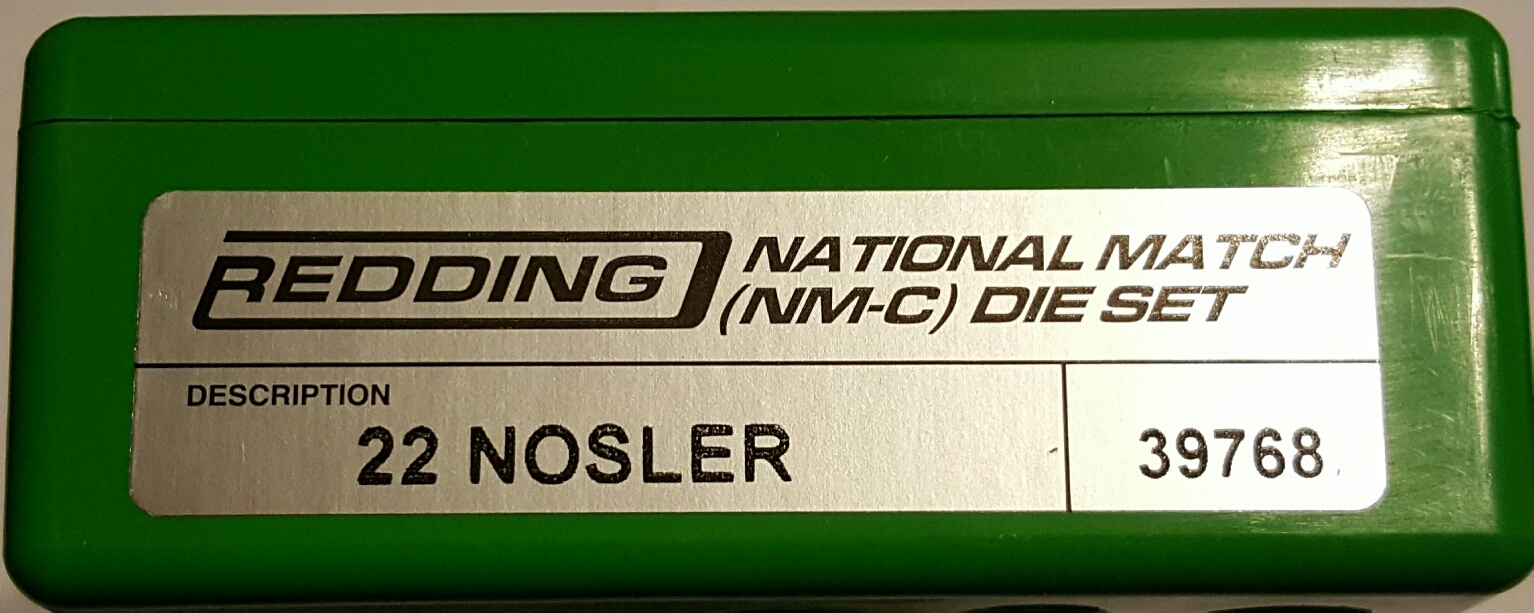 REDDING
NATIONAL MATCH
(NM-C) DIE SET
DESCRIPTION
22 NOSLER
39768